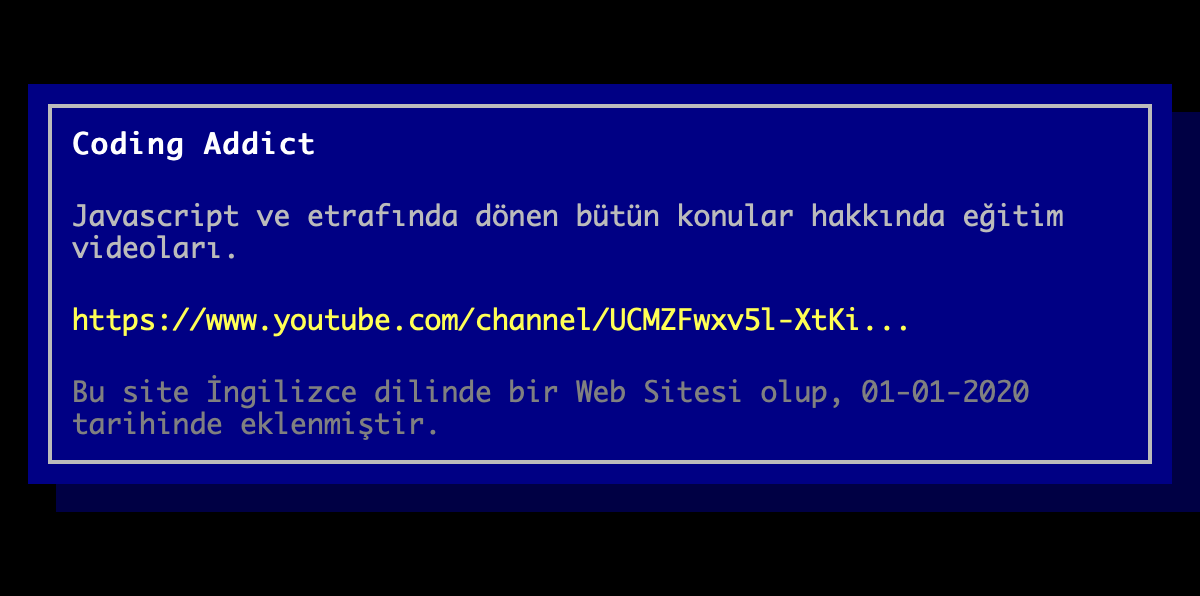 Coding Addict
Javascript ve etrafında dönen bütün konular hakkında eğitim
videoları.
https://www.youtube.com/channel/UCMZFwxv5l-XtKi...
Bu site İngilizce dilinde bir Web Sitesi olup, 01-01-2020
tarihinde eklenmiştir.